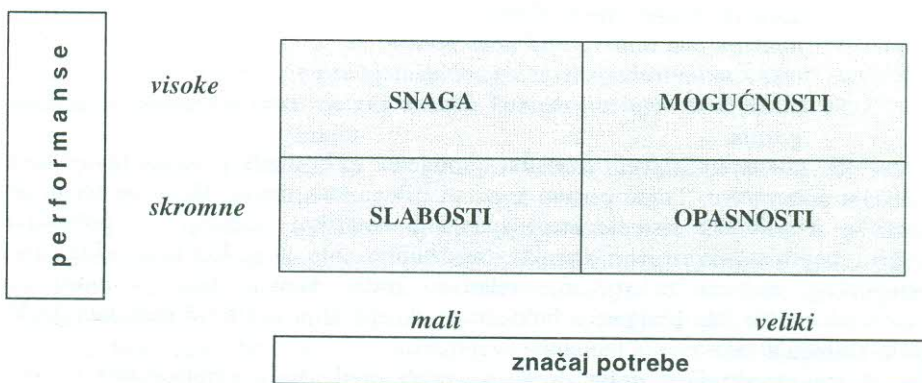 performanse
visoke
SNAGA
MOGUĆNOSTI
skromne
SLABOSTI
OPASNOSTI
mali
veliki
značaj potrebe